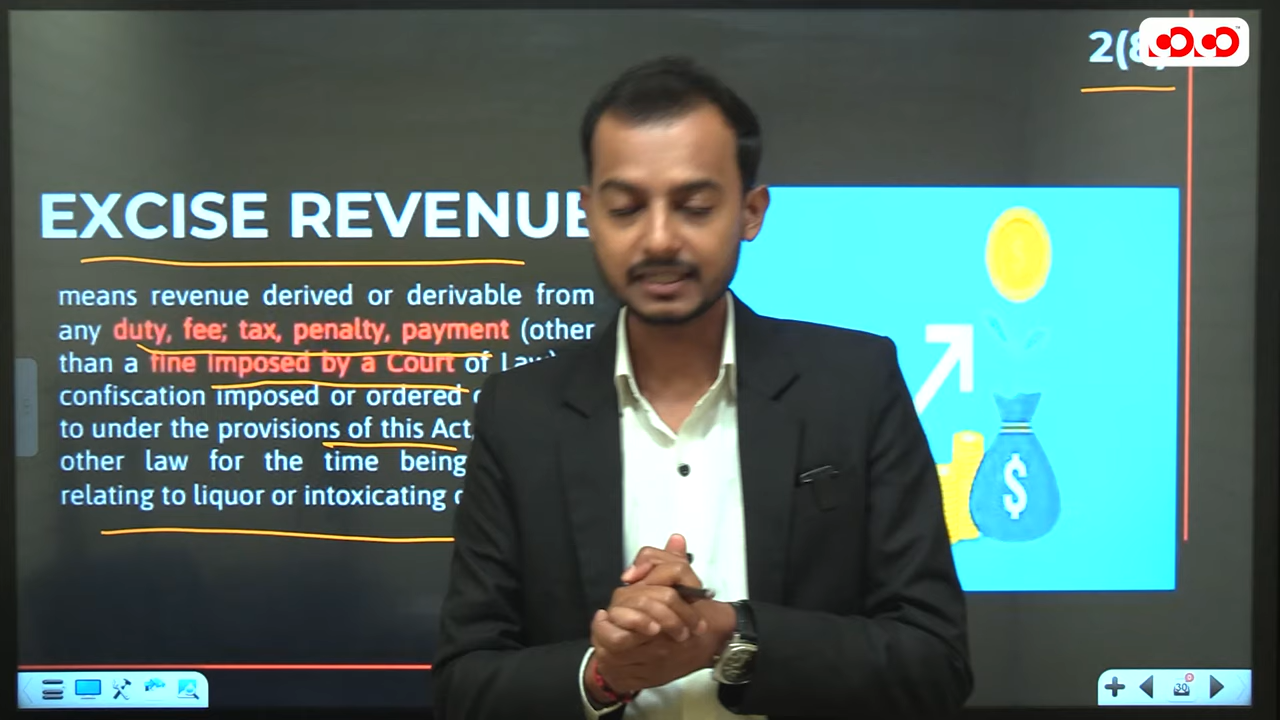 EXCISE REVENUE
means revenue derived or derivable from
any duty, fee; tax, penalty, payment (other
than a fine imposed by a Court of Law)
confiscation imposed or ordered
to under the provisions of this Act,
other law for the time being
relating to liquor or intoxicating
$
30